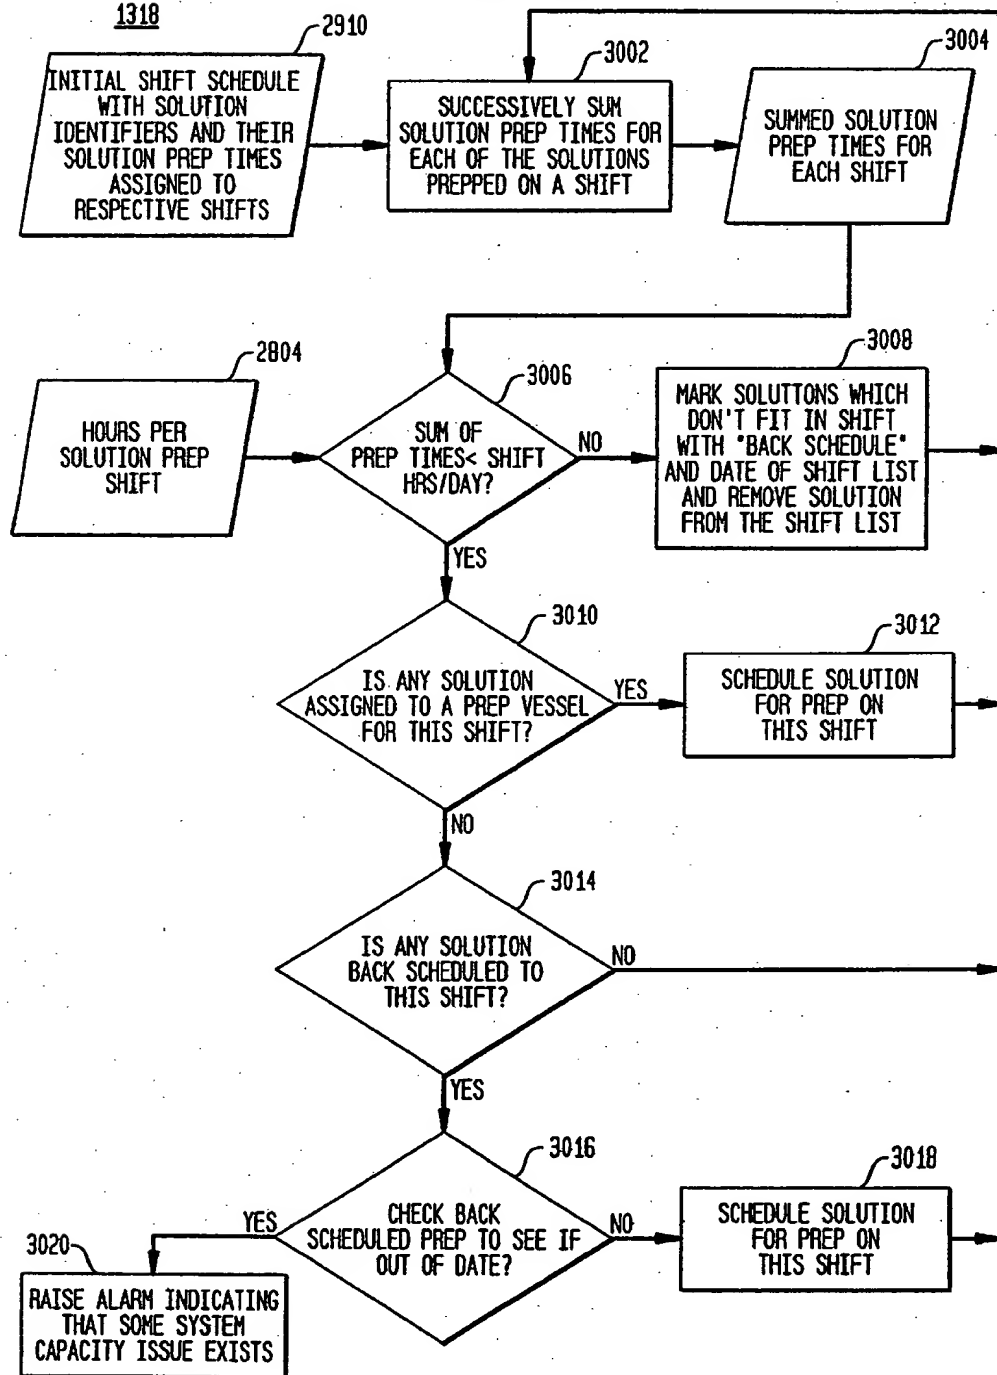 1318
2910
INITIAL SHIFT SCHEDULE
WITH SOLUTION
IDENTIFIERS AND THEIR
SOLUTION PREP TIMES
ASSIGNED TO
RESPECTIVE SHIFTS
3002
SUCCESSIVELY SUM
SOLUTION PREP TIMES FOR
EACH OF THE SOLUTIONS
PREPPED ON A SHIFT
3004
SUMMED SOLUTION
PREP TIMES FOR
EACH SHIFT
2804
HOURS PER
SOLUTION PREP
SHIFT
3006
SUM OF
PREP TIMES< SHIFT
HRS/DAY?
NO
YES
3008
MARK SOLUTTONS WHICH
DON'T FIT IN SHIFT
WITH "BACK SCHEDULE"
AND DATE OF SHIFT LIST
AND REMOVE SOLUTION
FROM THE SHIFT LIST
3010
IS ANY SOLUTION
ASSIGNED TO A PREP VESSEL
FOR THIS SHIFT?
YES
NO
3012
SCHEDULE SOLUTION
FOR PREP ON
THIS SHIFT
3014
IS ANY SOLUTION
BACK SCHEDULED TO
THIS SHIFT?
NO
YES
3016
CHECK BACK
SCHEDULED PREP TO SEE IF
OUT OF DATE?
YES
NO
3018
SCHEDULE SOLUTION
FOR PREP ON
THIS SHIFT
3020
RAISE ALARM INDICATING
THAT SOME SYSTEM
CAPACITY ISSUE EXISTS